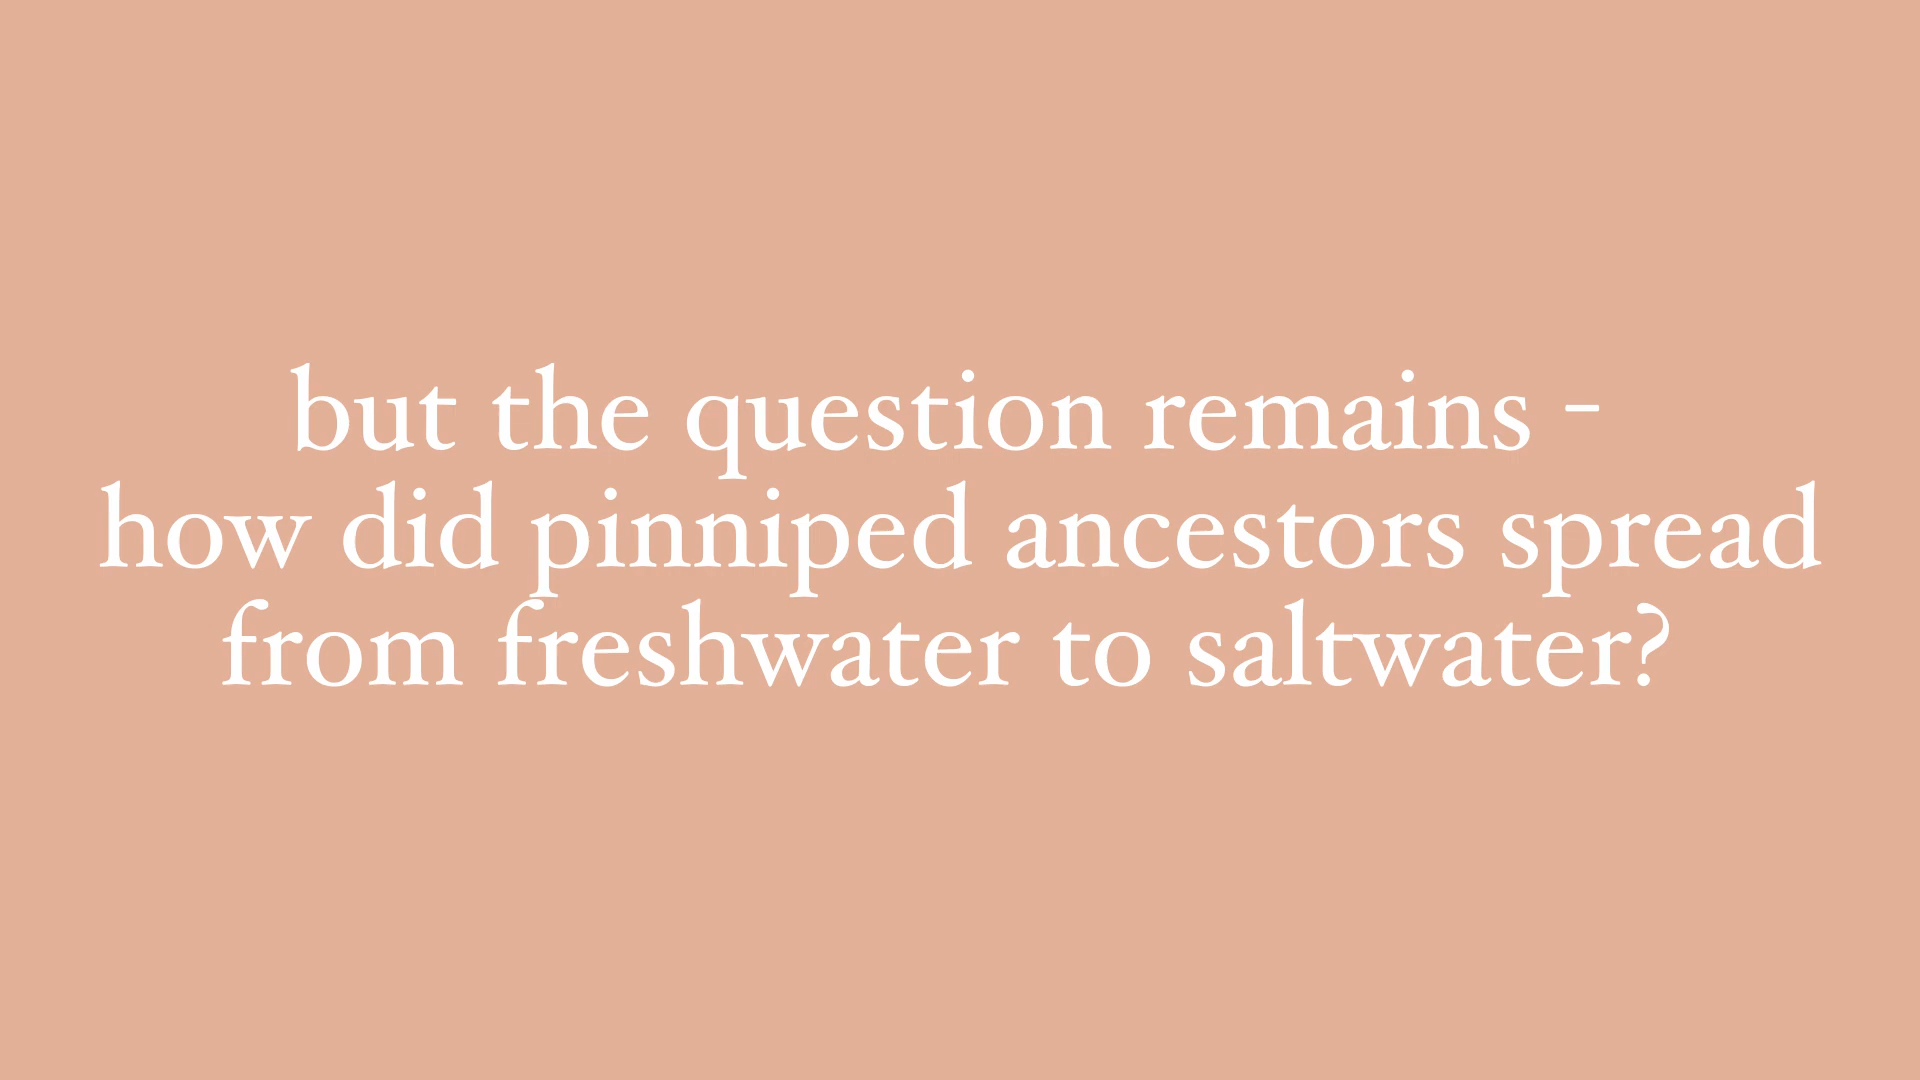 but the question remains -
how did pinniped ancestors spread
from freshwater to saltwater?